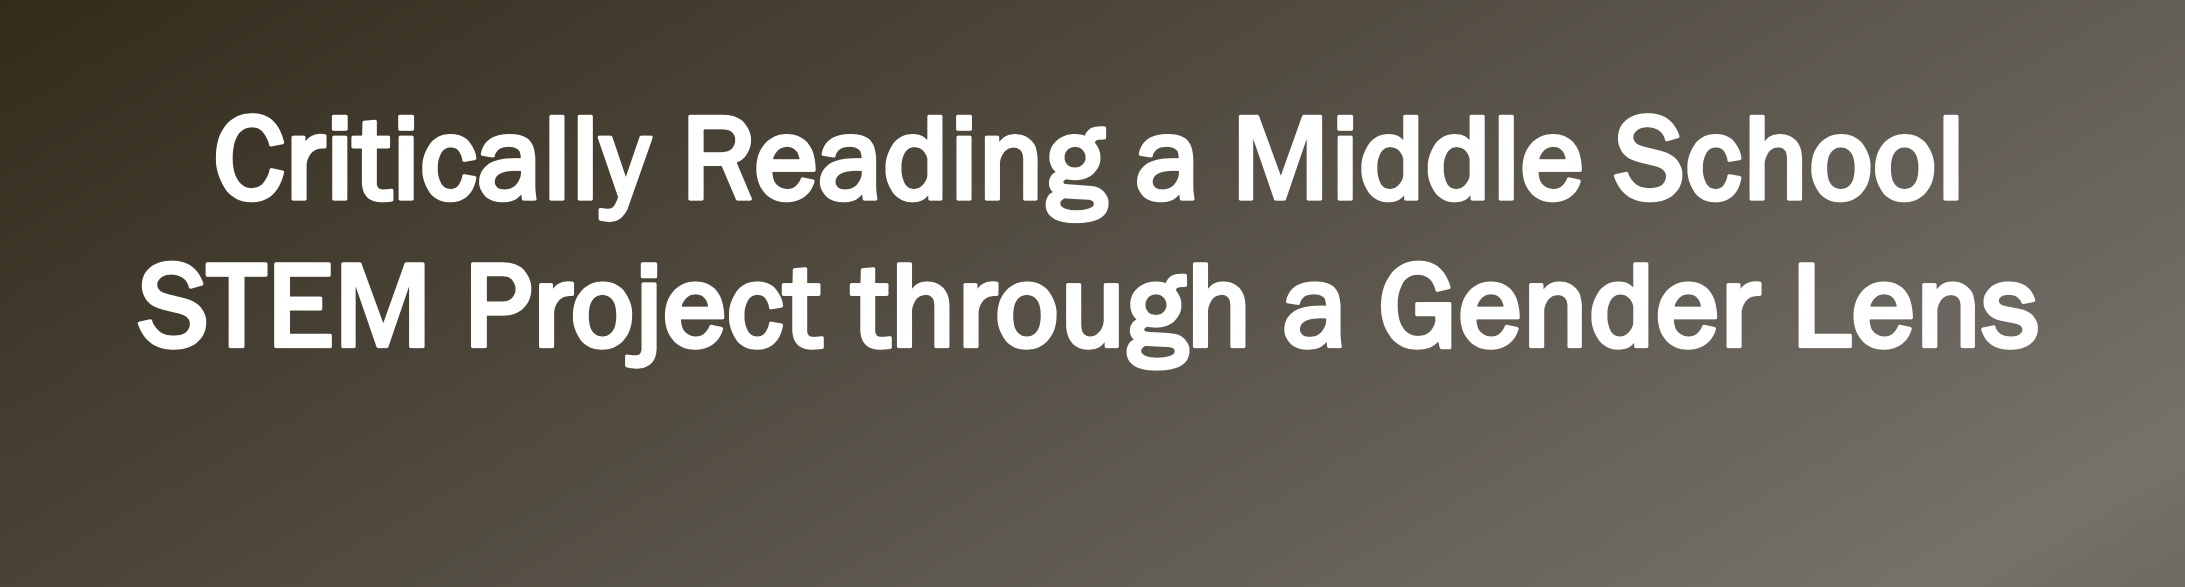 Critically Reading a Middle School
STEM Project through a Gender Lens